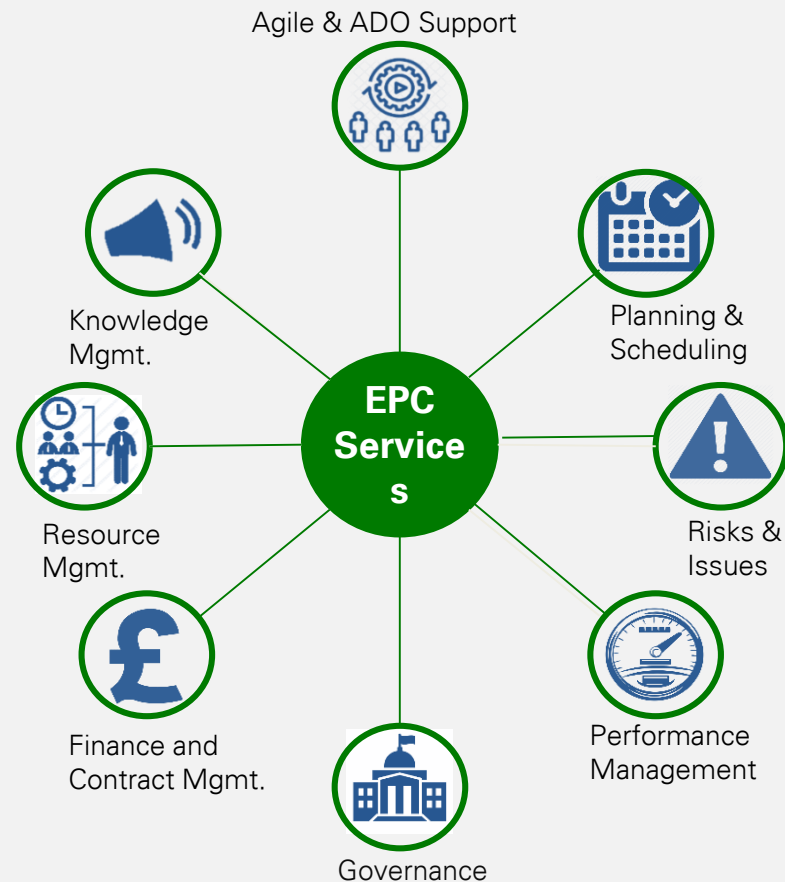 Agile & ADO Support
Knowledge
Mgmt.
Planning &
Scheduling
EPC
Service
s
Resource
Mgmt.
Risks &
Issues
£
Finance and
Contract Mgmt.
Performance
Management
Governance